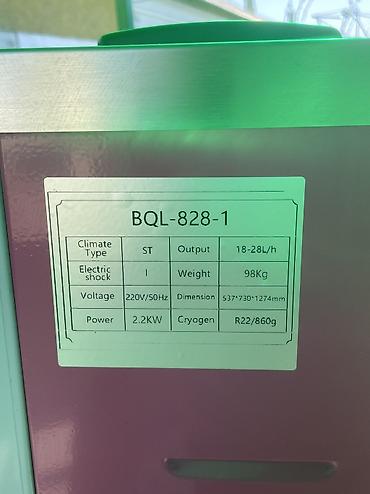 BQL-828-1
Climate Type ST Output 18-28L/h
Electric shock I Weight 98Kg
Voltage 220V/50Hz Dimension 537*730*1274mm
Power 2.2KW Cryogen R22/860g